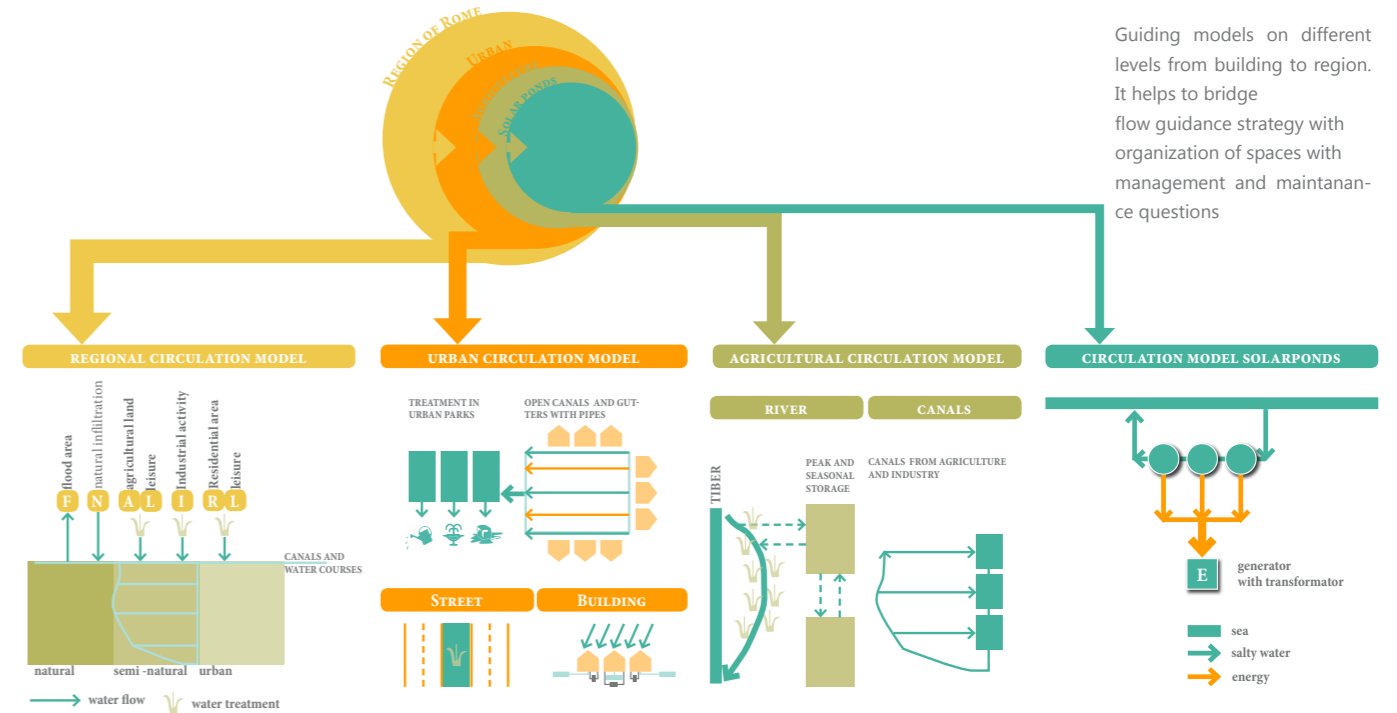 REGION OF ROME
URBAN
SOLAR PONDS
Guiding models on different
levels from building to region.
It helps to bridge
flow guidance strategy with
organization of spaces with
management and maintanan-
ce questions
REGIONAL CIRCULATION MODEL
URBAN CIRCULATION MODEL
AGRICULTURAL CIRCULATION MODEL
CIRCULATION MODEL SOLARPONDS
flood area
natural infliltration
agricultural land
leisure
Industrial activity
Residential area
leisure
F N A L I R L
CANALS AND
WATER COURSES
natural semi -natural urban
water flow water treatment
TREATMENT IN
URBAN PARKS
OPEN CANALS AND GUT-
TERS WITH PIPES
STREET
BUILDING
RIVER
CANALS
TIBER
PEAK AND
SEASONAL
STORAGE
CANALS FROM AGRICULTURE
AND INDUSTRY
E
generator
with transformator
sea
salty water
energy